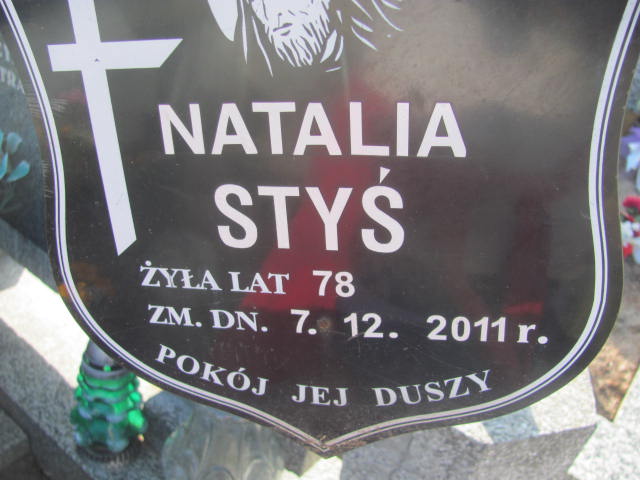 NATALIA
STYŚ
ŻYŁA LAT 78
ZM. DN. 7. 12. 2011 r.
POKÓJ JEJ DUSZY